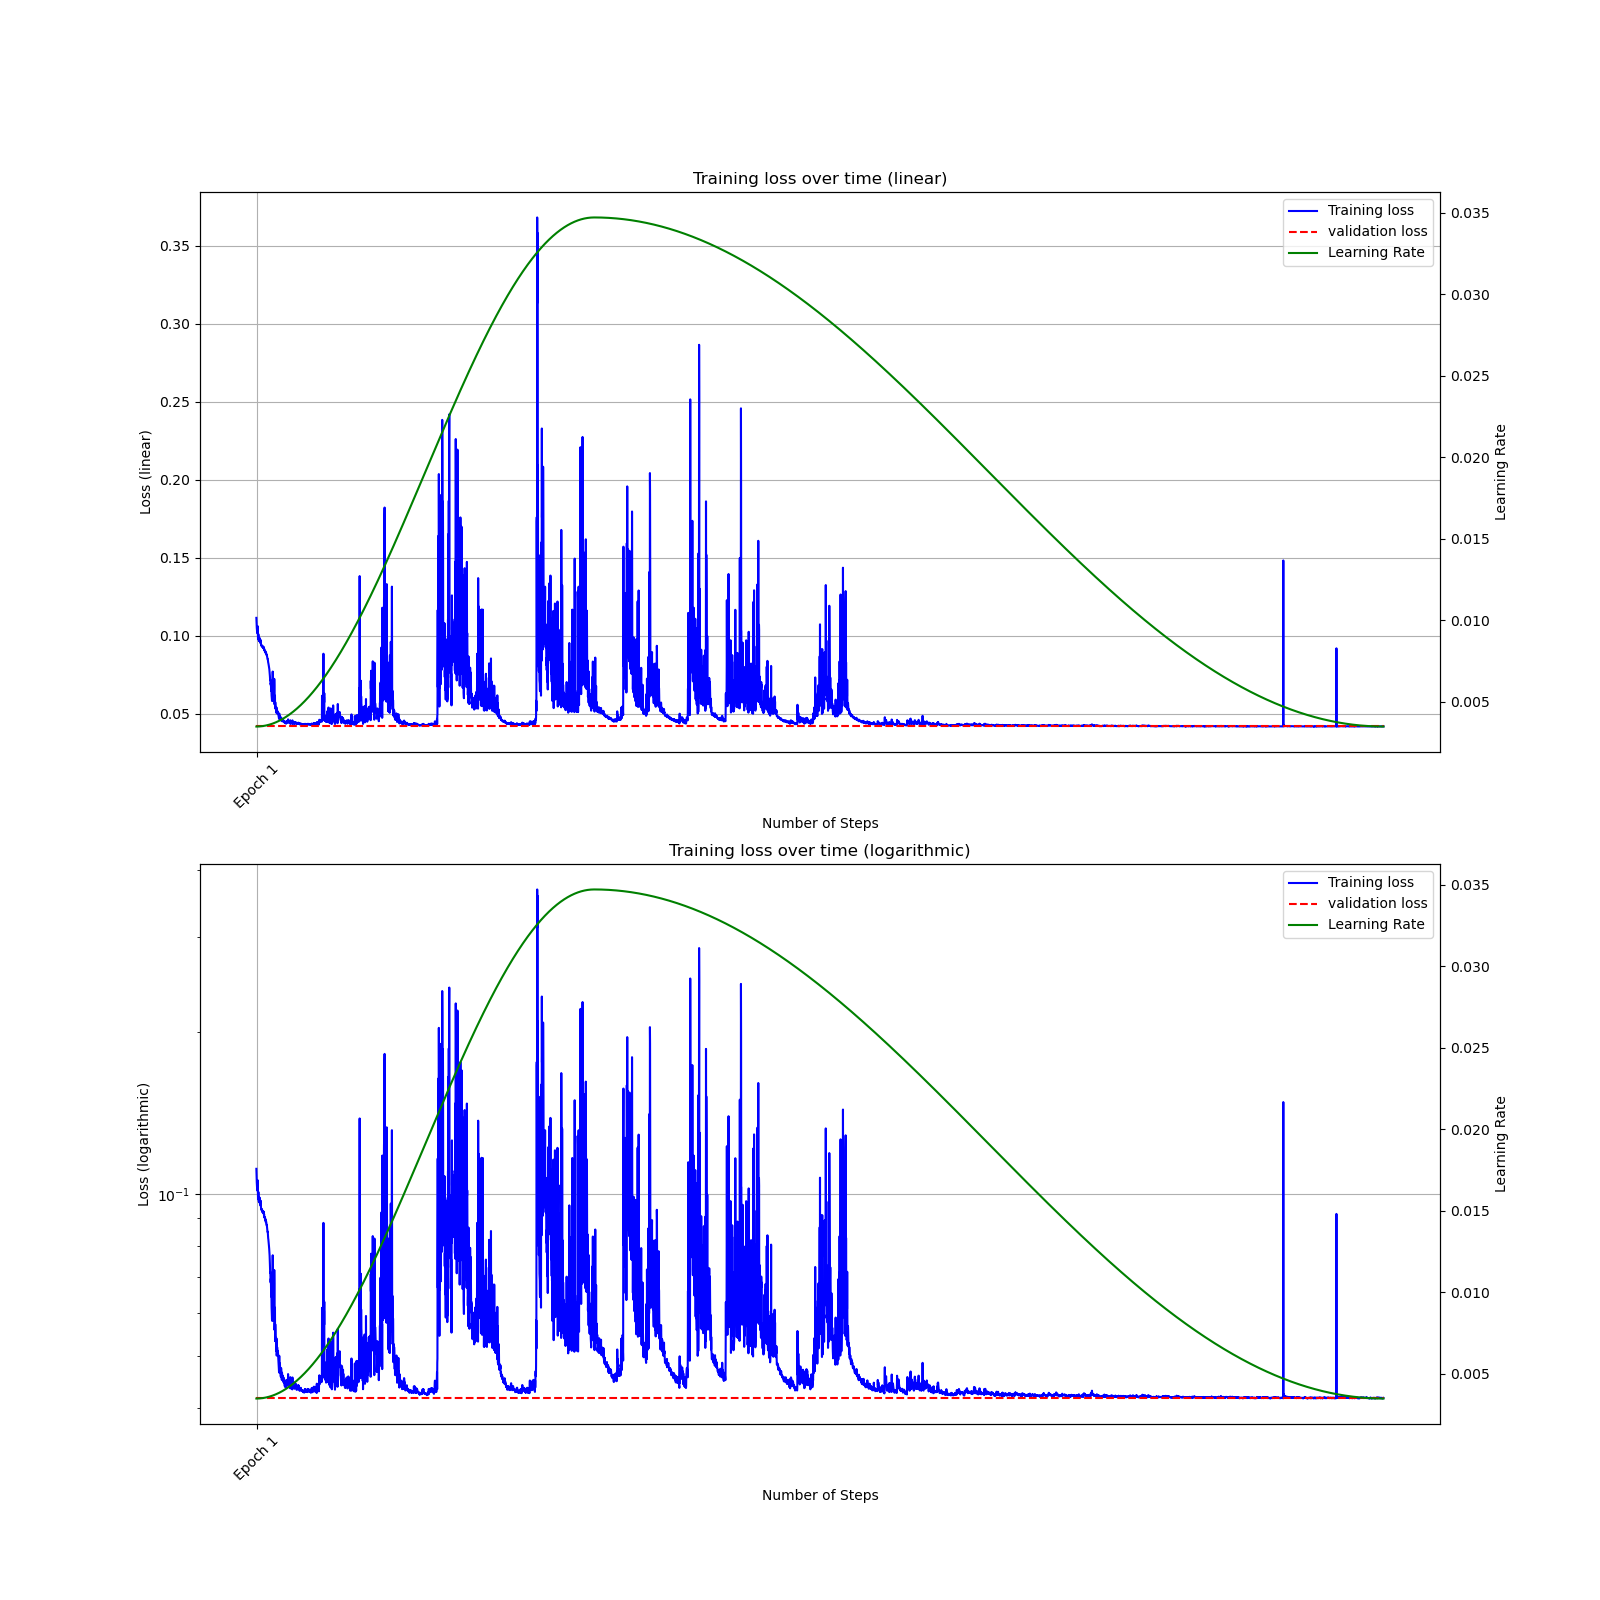 Training loss over time (linear)
Training loss
validation loss
Learning Rate
0.35
0.30
0.25
0.20
0.15
0.10
0.05
Loss (linear)
0.035
0.030
0.025
0.020
0.015
0.010
0.005
Learning Rate
Epoch 1
Number of Steps
Training loss over time (logarithmic)
Training loss
validation loss
Learning Rate
10⁻¹
Loss (logarithmic)
0.035
0.030
0.025
0.020
0.015
0.010
0.005
Learning Rate
Epoch 1
Number of Steps